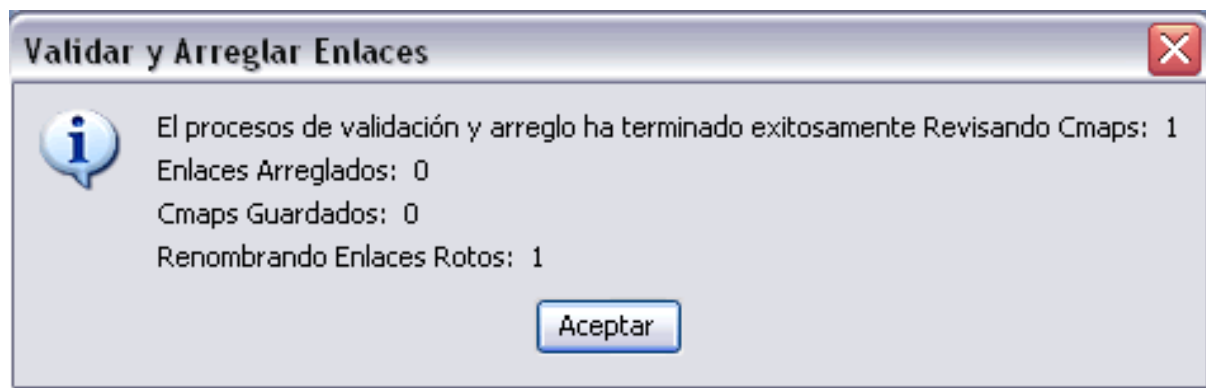 Validar y Arreglar Enlaces
El procesos de validación y arreglo ha terminado exitosamente Revisando Cmaps: 1
Enlaces Arreglados: 0
Cmaps Guardados: 0
Renombrando Enlaces Rotos: 1
Aceptar